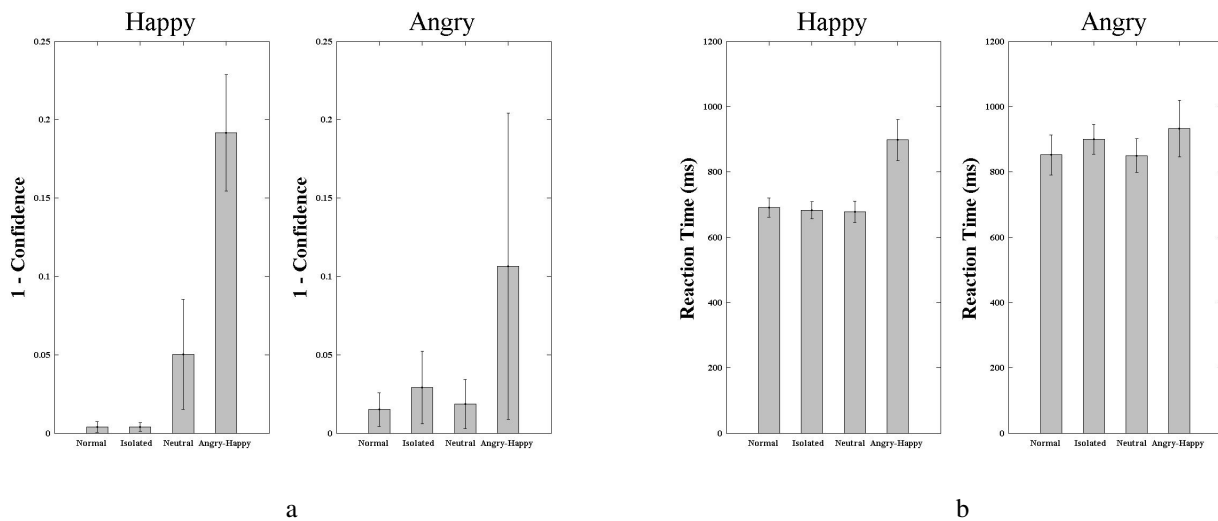 Happy
0.25
0.2
0.15
0.1
0.05
0
1 - Confidence
Normal Isolated Neutral Angry-Happy
Angry
0.25
0.2
0.15
0.1
0.05
0
1 - Confidence
Normal Isolated Neutral Angry-Happy
a
Happy
1200
1000
800
600
400
200
0
Reaction Time (ms)
Normal Isolated Neutral Angry-Happy
Angry
1200
1000
800
600
400
200
0
Reaction Time (ms)
Normal Isolated Neutral Angry-Happy
b